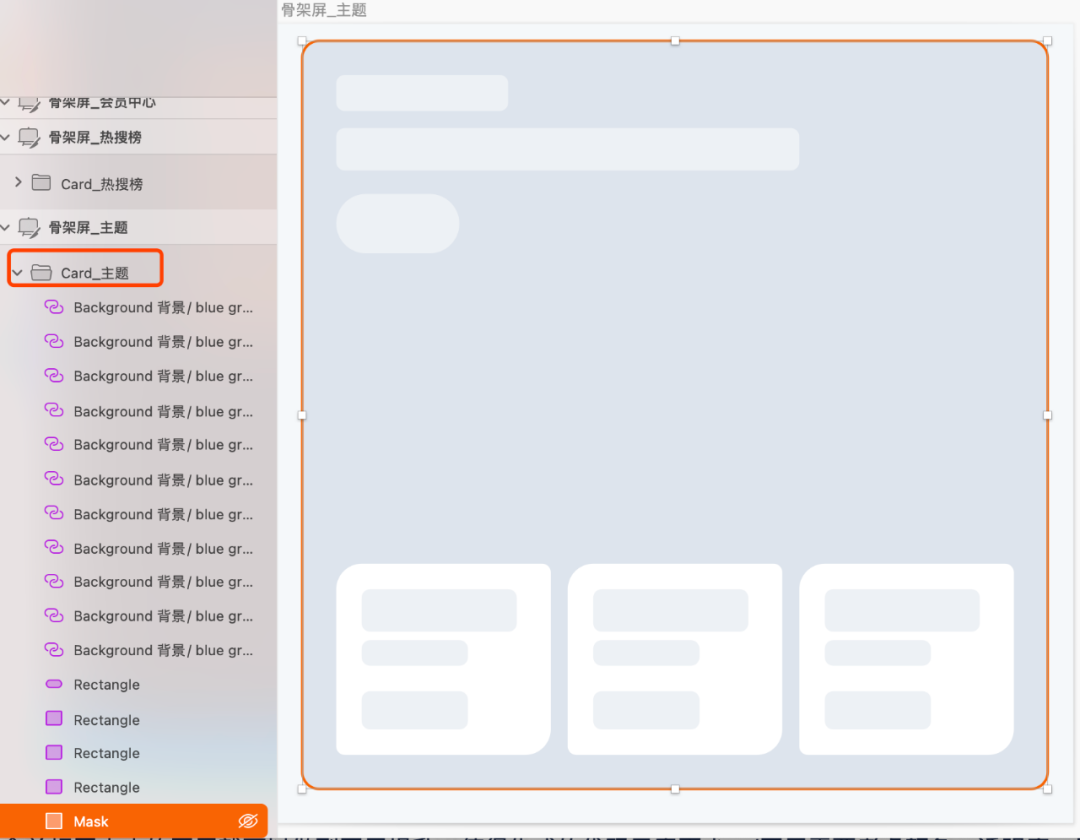 骨架屏_主题
骨架屏_会员中心
骨架屏_热搜榜
Card_热搜榜
骨架屏_主题
Card_主题
Background 背景/ blue gr...
Background 背景/ blue gr...
Background 背景/ blue gr...
Background 背景/ blue gr...
Background 背景/ blue gr...
Background 背景/ blue gr...
Background 背景/ blue gr...
Background 背景/ blue gr...
Background 背景/ blue gr...
Background 背景/ blue gr...
Background 背景/ blue gr...
Rectangle
Rectangle
Rectangle
Rectangle
Mask